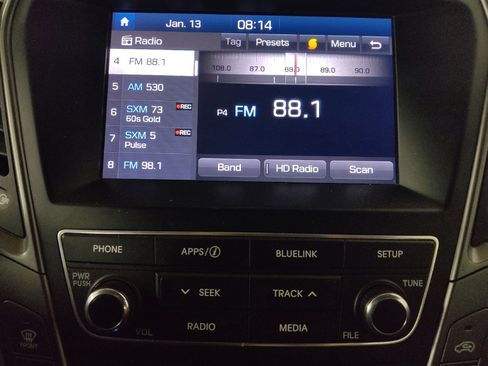 Jan. 13 08:14
Radio Tag Presets Menu
4 FM 88.1
5 AM 530
6 SXM 73 REC
60s Gold
7 SXM 5 REC
Pulse
8 FM 98.1
108.0 87.0 88.0 89.0 90.0
P4 FM 88.1
Band HD Radio Scan
PHONE APPS/i BLUELINK SETUP
PWR
PUSH
SEEK TRACK
TUNE
VOL RADIO MEDIA FILE
FRONT